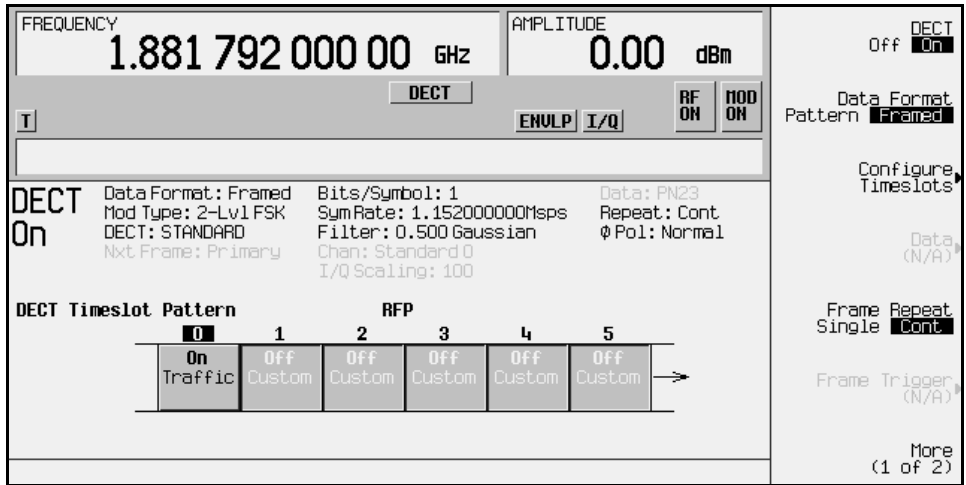 FREQUENCY
1.881 792 000 00 GHz
AMPLITUDE
0.00 dBm
DECT
T
ENVLP I/Q
RF ON
MOD ON
DECT On
Data Format: Framed
Mod Type: 2-Lvl FSK
DECT: STANDARD
Nxt Frame: Primary
Bits/Symbol: 1
Sym Rate: 1.152000000Msps
Filter: 0.500 Gaussian
Chan: Standard 0
I/Q Scaling: 100
Data: PN23
Repeat: Cont
Φ Pol: Normal
DECT Timeslot Pattern RFP
0 1 2 3 4 5
On Off Off Off Off Off
Traffic Custom Custom Custom Custom Custom
DECT
Off On
Data Format
Pattern Framed
Configure
Timeslots
Data
(N/A)
Frame Repeat
Single Cont
Frame Trigger
(N/A)
More
(1 of 2)